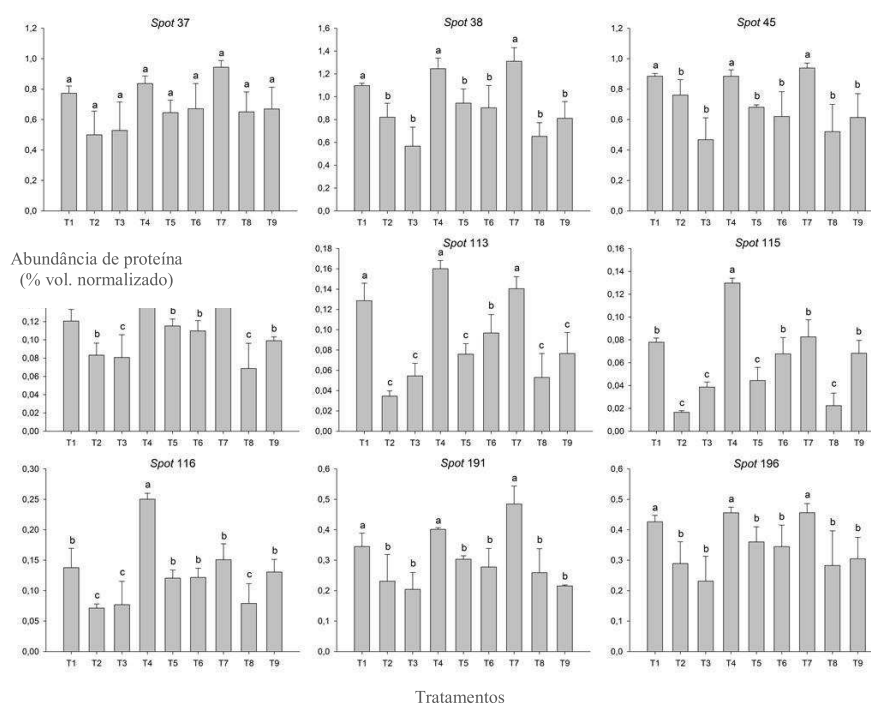 Spot 37
Spot 38
Spot 45
1,2
1,0
0,8
0,6
0,4
0,2
0,0
a a a a a a a a a
T1 T2 T3 T4 T5 T6 T7 T8 T9
1,6
1,4
1,2
1,0
0,8
0,6
0,4
0,2
0,0
a b b a b b a b b
T1 T2 T3 T4 T5 T6 T7 T8 T9
1,2
1,0
0,8
0,6
0,4
0,2
0,0
a b b a b b a b b
T1 T2 T3 T4 T5 T6 T7 T8 T9
Abundância de proteína
(% vol. normalizado)
0,12
0,10
0,08
0,06
0,04
0,02
0,00
b c b b c b
T1 T2 T3 T4 T5 T6 T7 T8 T9
Spot 113
0,18
0,16
0,14
0,12
0,10
0,08
0,06
0,04
0,02
0,00
a c c a c b a c c
T1 T2 T3 T4 T5 T6 T7 T8 T9
Spot 115
0,16
0,14
0,12
0,10
0,08
0,06
0,04
0,02
0,00
b c c a c b b c b
T1 T2 T3 T4 T5 T6 T7 T8 T9
Spot 116
0,30
0,25
0,20
0,15
0,10
0,05
0,00
b c c a b b b c b
T1 T2 T3 T4 T5 T6 T7 T8 T9
Spot 191
0,6
0,5
0,4
0,3
0,2
0,1
0,0
a b b a b b a b b
T1 T2 T3 T4 T5 T6 T7 T8 T9
Spot 196
0,6
0,5
0,4
0,3
0,2
0,1
0,0
a b b a b b a b b
T1 T2 T3 T4 T5 T6 T7 T8 T9
Tratamentos